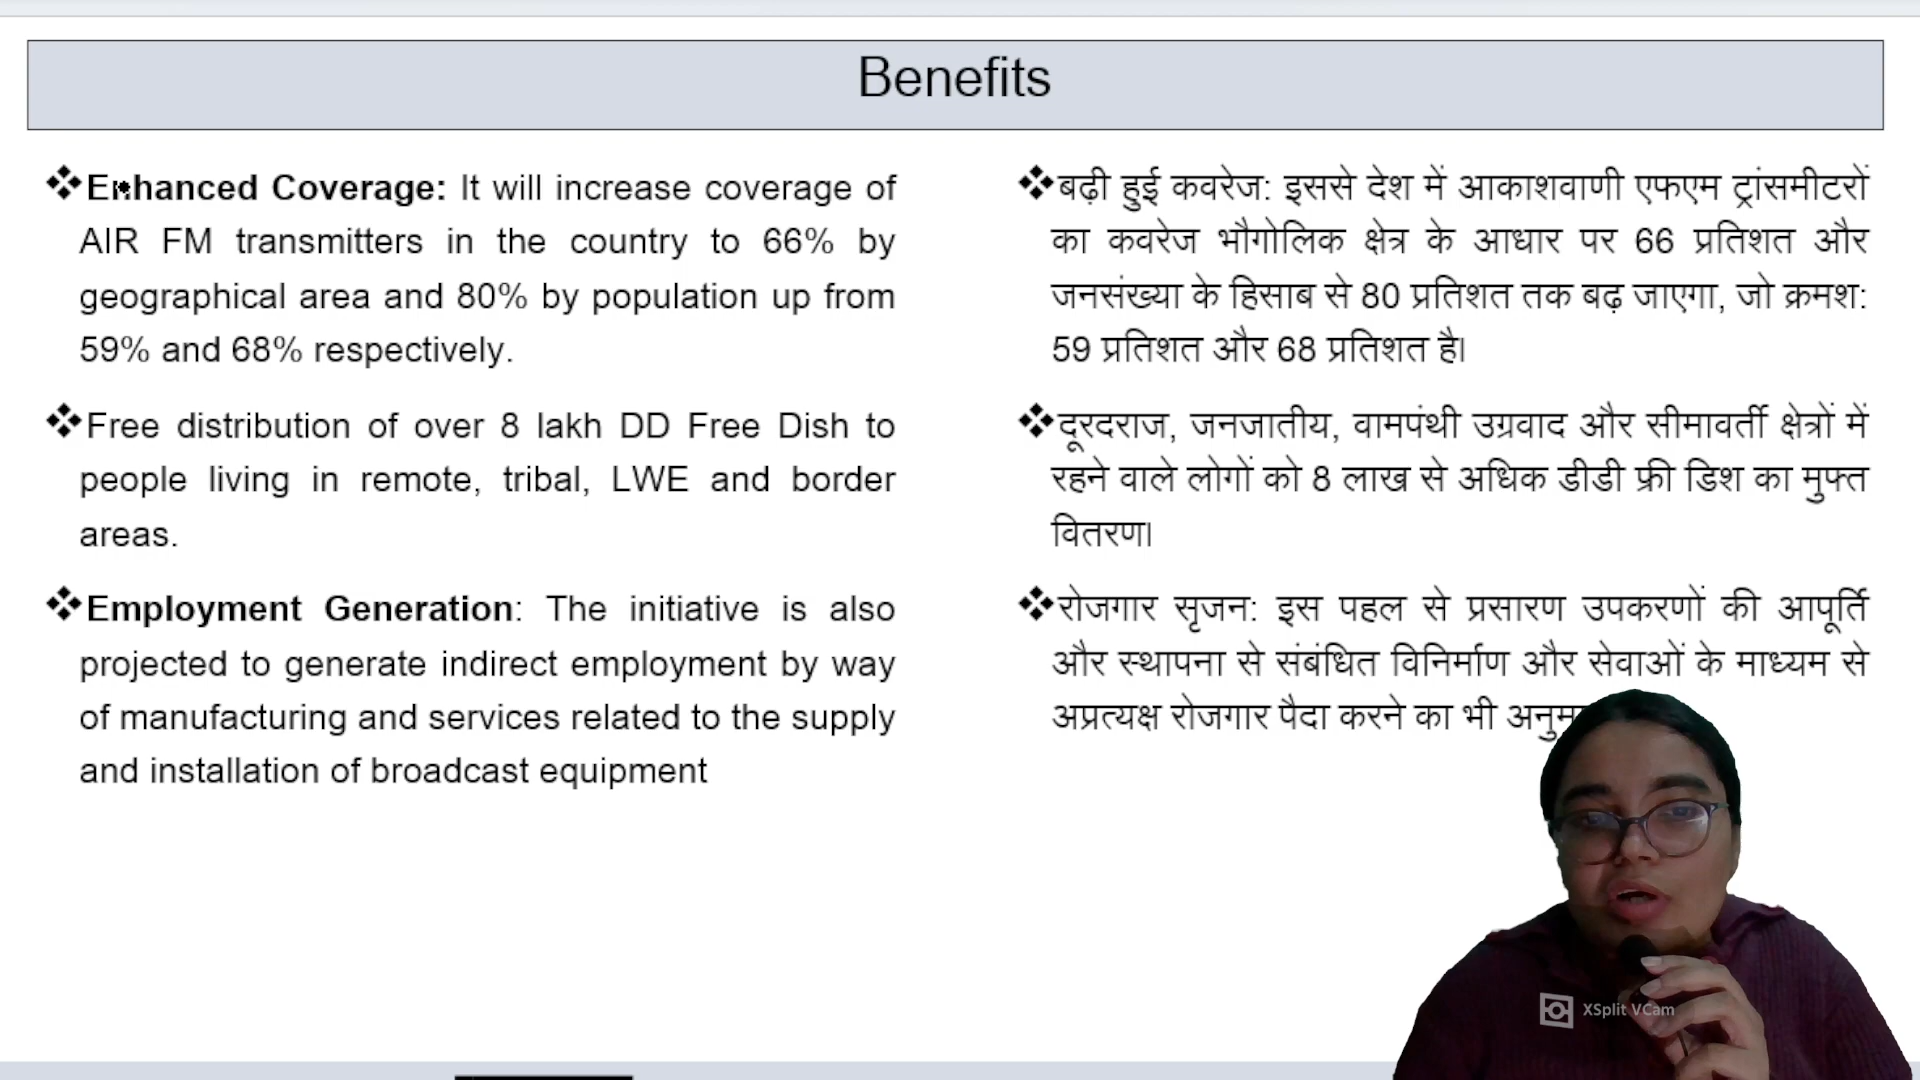 Benefits
❖Enhanced Coverage: It will increase coverage of
AIR FM transmitters in the country to 66% by
geographical area and 80% by population up from
59% and 68% respectively.
❖Free distribution of over 8 lakh DD Free Dish to
people living in remote, tribal, LWE and border
areas.
❖Employment Generation: The initiative is also
projected to generate indirect employment by way
of manufacturing and services related to the supply
and installation of broadcast equipment
❖बढ़ी हुई कवरेज: इससे देश में आकाशवाणी एफएम ट्रांसमीटरों
का कवरेज भौगोलिक क्षेत्र के आधार पर 66 प्रतिशत और
जनसंख्या के हिसाब से 80 प्रतिशत तक बढ़ जाएगा, जो क्रमश:
59 प्रतिशत और 68 प्रतिशत है।
❖दूरदराज, जनजातीय, वामपंथी उग्रवाद और सीमावर्ती क्षेत्रों में
रहने वाले लोगों को 8 लाख से अधिक डीडी फ्री डिश का मुफ्त
वितरण।
❖रोजगार सृजन: इस पहल से प्रसारण उपकरणों की आपूर्ति
और स्थापना से संबंधित विनिर्माण और सेवाओं के माध्यम से
अप्रत्यक्ष रोजगार पैदा करने का भी
XSplit VCam